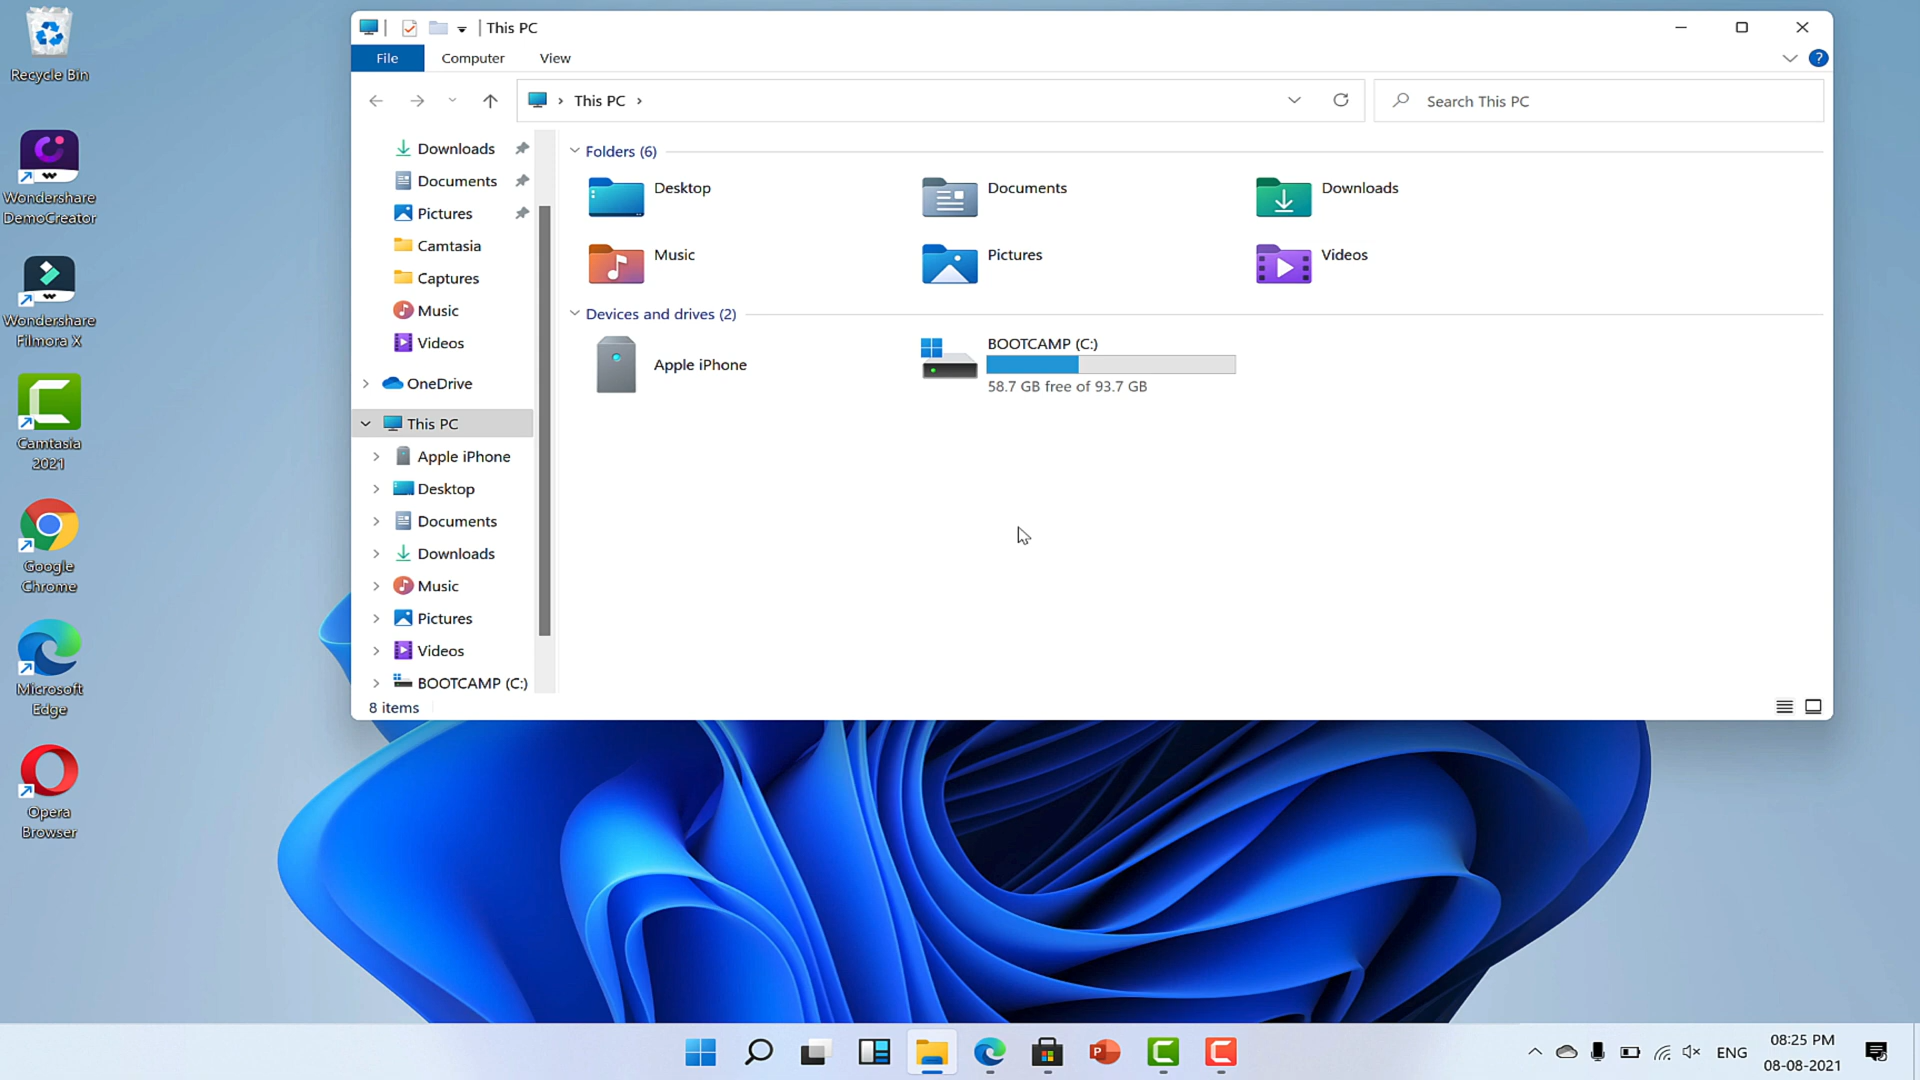 Recycle Bin
Wondershare
DemoCreator
Wondershare
Filmora X
Camtasia
2021
Google
Chrome
Microsoft
Edge
Opera
Browser
This PC
File
Computer
View
?
This PC
Search This PC
Downloads
Documents
Pictures
Camtasia
Captures
Music
Videos
OneDrive
This PC
Apple iPhone
Desktop
Documents
Downloads
Music
Pictures
Videos
BOOTCAMP (C:)
Folders (6)
Desktop
Documents
Downloads
Music
Pictures
Videos
Devices and drives (2)
Apple iPhone
BOOTCAMP (C:)
58.7 GB free of 93.7 GB
8 items
P
ENG
08:25 PM
08-08-2021